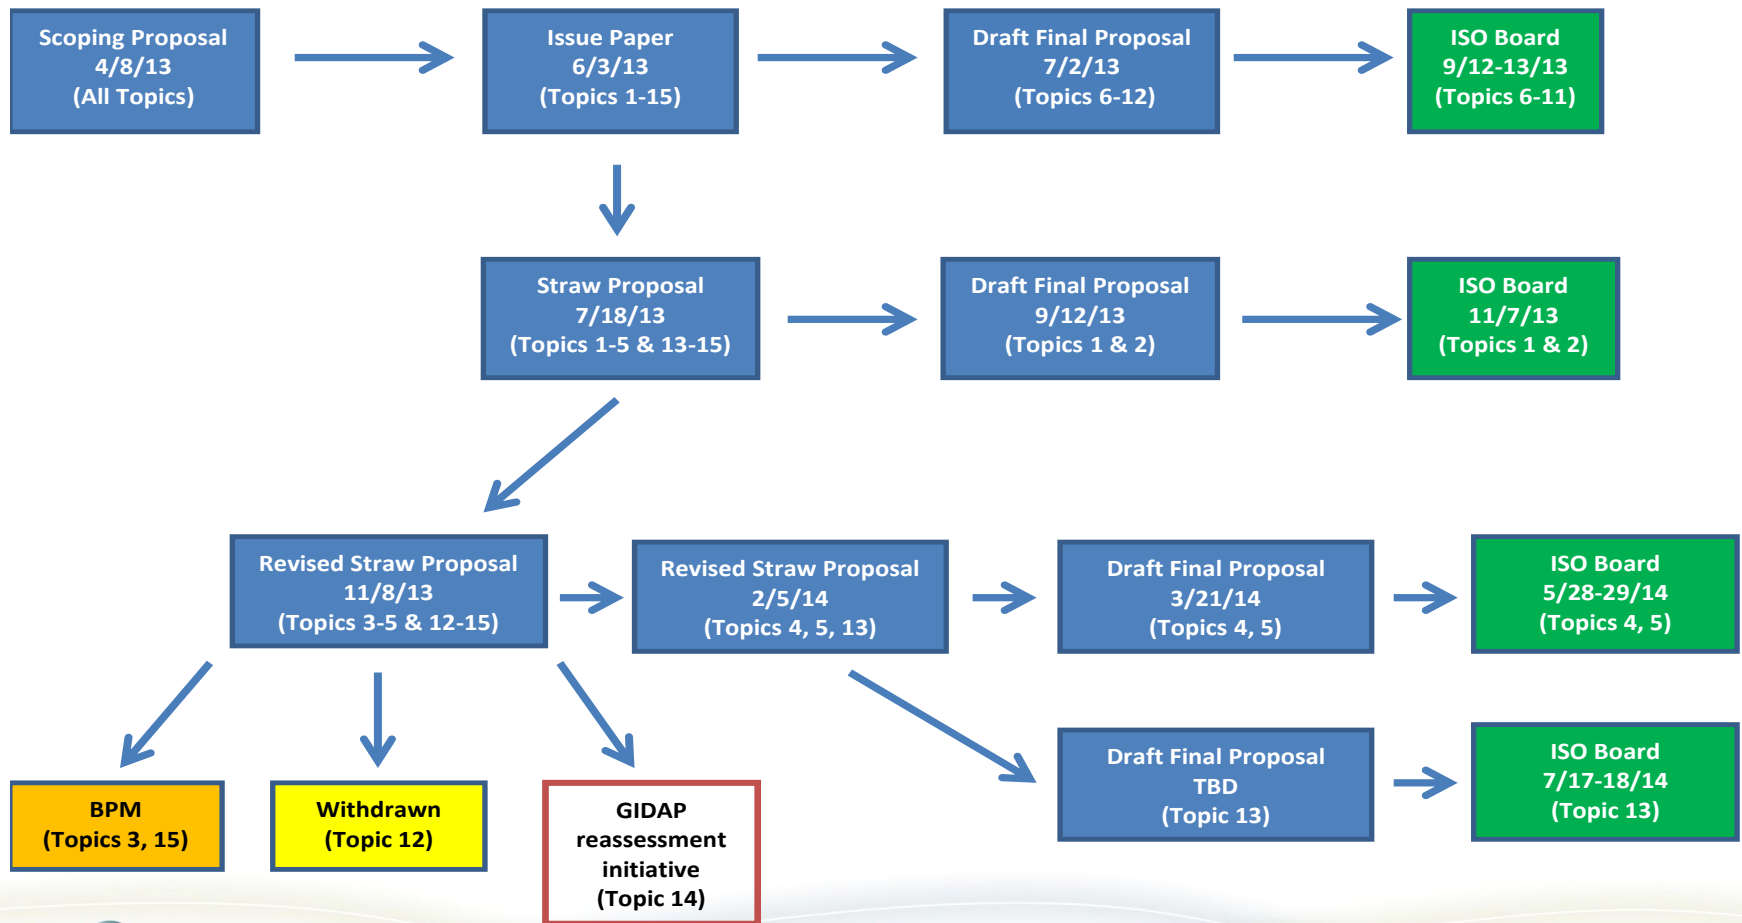 Scoping Proposal
4/8/13
(All Topics)
Issue Paper
6/3/13
(Topics 1-15)
Draft Final Proposal
7/2/13
(Topics 6-12)
ISO Board
9/12-13/13
(Topics 6-11)
Straw Proposal
7/18/13
(Topics 1-5 & 13-15)
Draft Final Proposal
9/12/13
(Topics 1 & 2)
ISO Board
11/7/13
(Topics 1 & 2)
Revised Straw Proposal
11/8/13
(Topics 3-5 & 12-15)
Revised Straw Proposal
2/5/14
(Topics 4, 5, 13)
Draft Final Proposal
3/21/14
(Topics 4, 5)
ISO Board
5/28-29/14
(Topics 4, 5)
BPM
(Topics 3, 15)
Withdrawn
(Topic 12)
GIDAP
reassessment
initiative
(Topic 14)
Draft Final Proposal
TBD
(Topic 13)
ISO Board
7/17-18/14
(Topic 13)